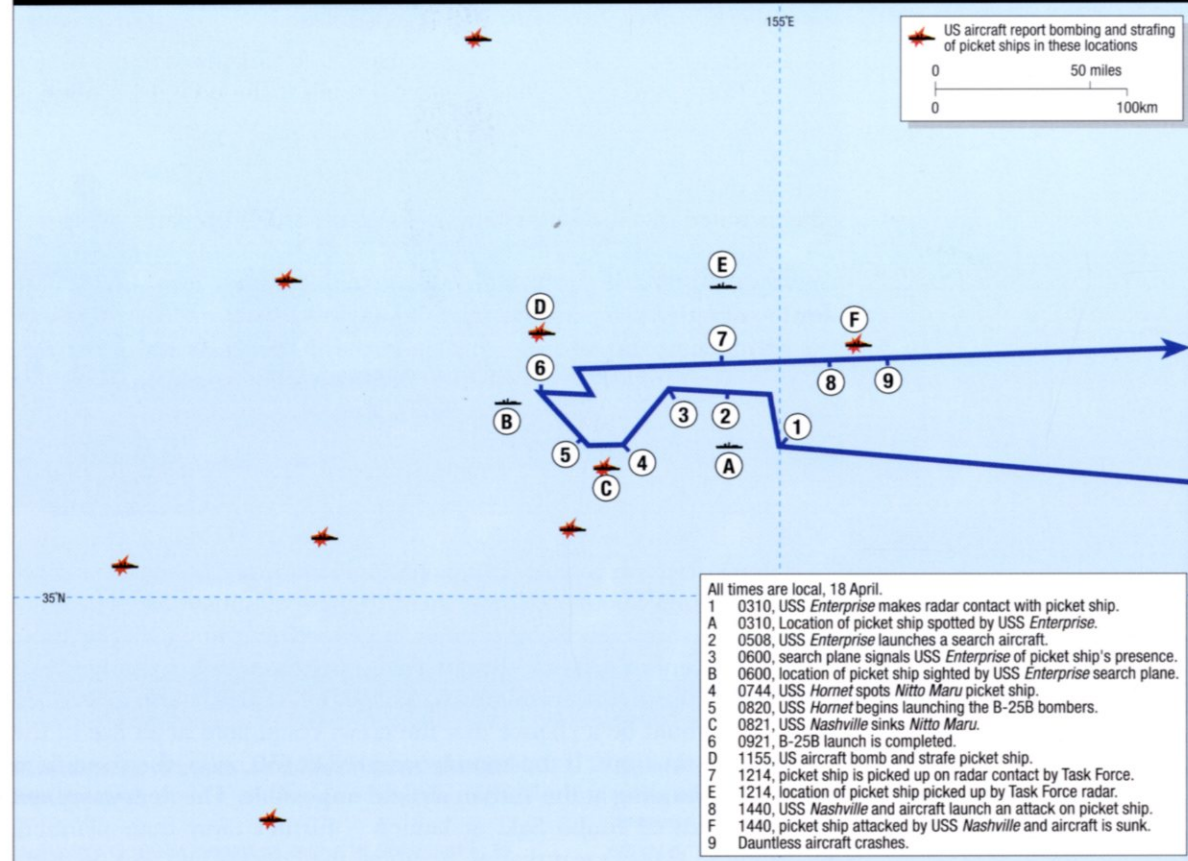 155°E
US aircraft report bombing and strafing
of picket ships in these locations
0 50 miles
0 100km
E
D
F
7
6
8
9
B
3
2
1
5
4
A
C
35°N
All times are local, 18 April.
1 0310, USS Enterprise makes radar contact with picket ship.
A 0310, Location of picket ship spotted by USS Enterprise.
2 0508, USS Enterprise launches a search aircraft.
3 0600, search plane signals USS Enterprise of picket ship's presence.
B 0600, location of picket ship sighted by USS Enterprise search plane.
4 0744, USS Hornet spots Nitto Maru picket ship.
5 0820, USS Hornet begins launching the B-25B bombers.
C 0821, USS Nashville sinks Nitto Maru.
6 0921, B-25B launch is completed.
D 1155, US aircraft bomb and strafe picket ship.
7 1214, picket ship is picked up on radar contact by Task Force.
E 1214, location of picket ship picked up by Task Force radar.
8 1440, USS Nashville and aircraft launch an attack on picket ship.
F 1440, picket ship attacked by USS Nashville and aircraft is sunk.
9 Dauntless aircraft crashes.